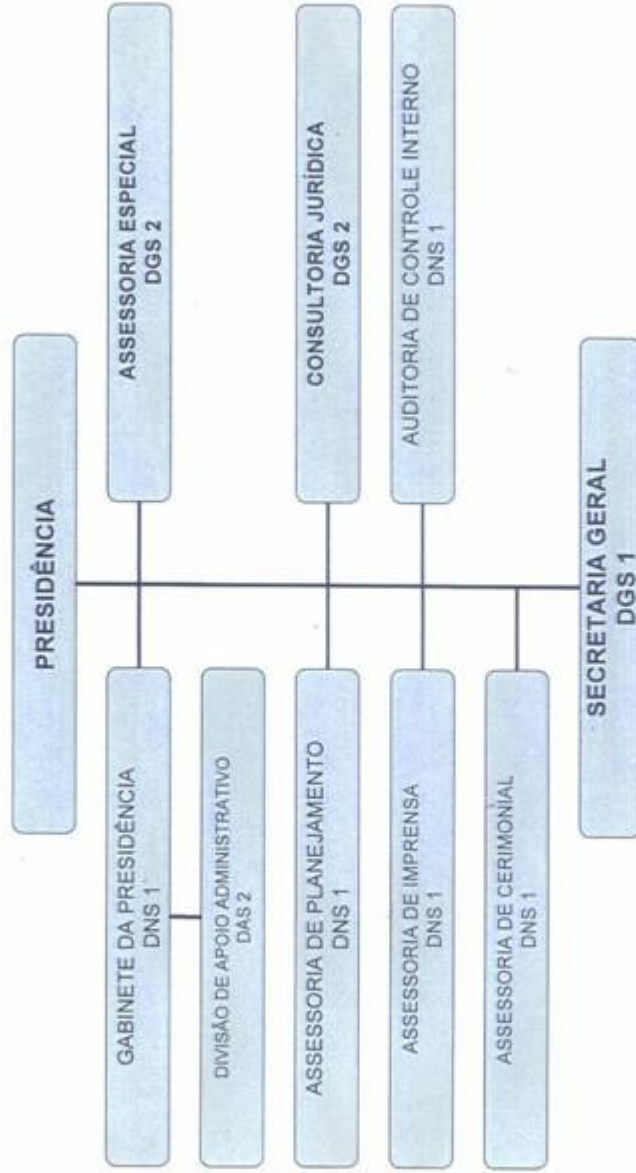 PRESIDÊNCIA
GABINETE DA PRESIDÊNCIA
DNS 1
ASSESSORIA ESPECIAL
DGS 2
DIVISÃO DE APOIO ADMINISTRATIVO
DAS 2
ASSESSORIA DE PLANEJAMENTO
DNS 1
CONSULTORIA JURÍDICA
DGS 2
ASSESSORIA DE IMPRENSA
DNS 1
AUDITORIA DE CONTROLE INTERNO
DNS 1
ASSESSORIA DE CERIMONIAL
DNS 1
SECRETARIA GERAL
DGS 1